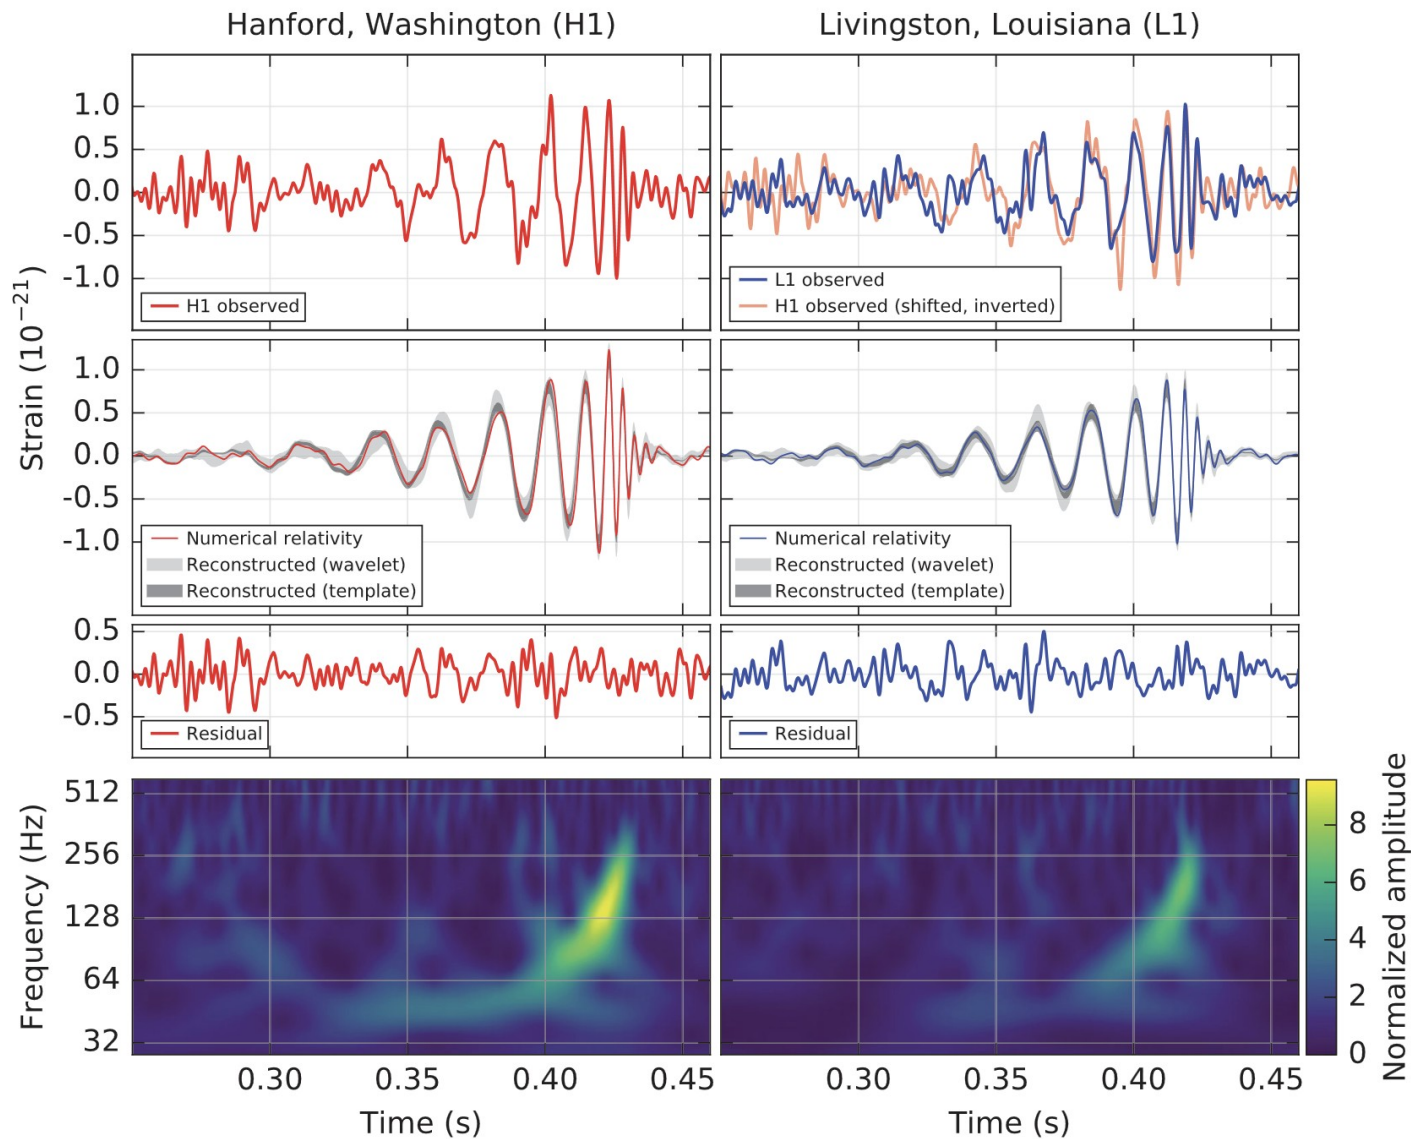 Hanford, Washington (H1)
Livingston, Louisiana (L1)
Strain (10−21)
1.0
0.5
0.0
-0.5
-1.0
H1 observed
L1 observed
H1 observed (shifted, inverted)
1.0
0.5
0.0
-0.5
-1.0
Numerical relativity
Reconstructed (wavelet)
Reconstructed (template)
Numerical relativity
Reconstructed (wavelet)
Reconstructed (template)
0.5
0.0
-0.5
Residual
Residual
Frequency (Hz)
512
256
128
64
32
Normalized amplitude
8
6
4
2
0
0.30 0.35 0.40 0.45
0.30 0.35 0.40 0.45
Time (s)
Time (s)